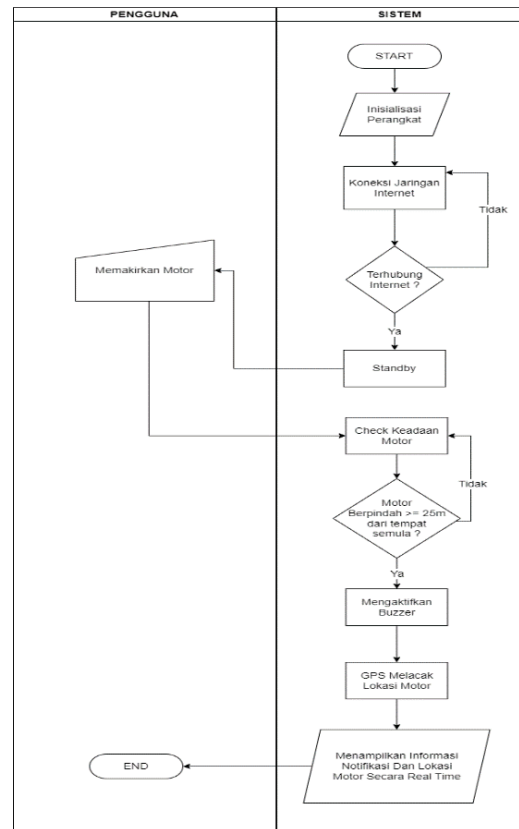 PENGGUNA
SISTEM
START
Inisialisasi
Perangkat
Koneksi Jaringan
Internet
Tidak
Terhubung
Internet ?
Ya
Memakirkan Motor
Standby
Check Keadaan
Motor
Tidak
Motor
Berpindah >= 25m
dari tempat
semula ?
Ya
Mengaktifkan
Buzzer
GPS Melacak
Lokasi Motor
Menampilkan Informasi
Notifikasi Dan Lokasi
Motor Secara Real Time
END